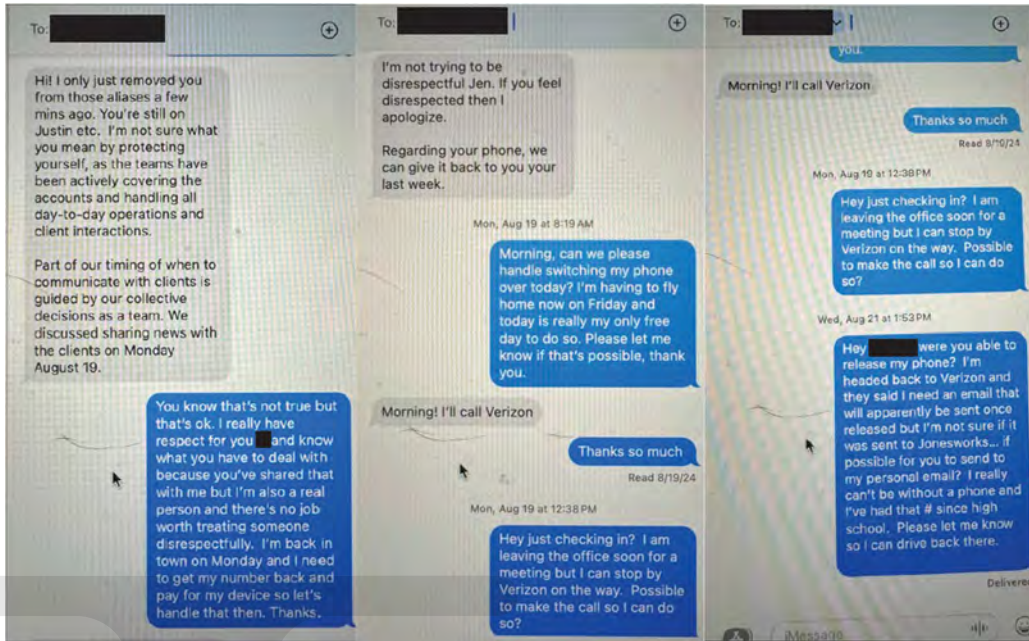 To:
Hi! I only just removed you
from those aliases a few
mins ago. You're still on
Justin etc. I'm not sure what
you mean by protecting
yourself, as the teams have
been actively covering the
accounts and handling all
day-to-day operations and
client interactions.
Part of our timing of when to
communicate with clients is
guided by our collective
decisions as a team. We
discussed sharing news with
the clients on Monday
August 19.
You know that's not true but
that's ok. I really have
respect for you and know
what you have to deal with
because you've shared that
with me but I'm also a real
person and there's no job
worth treating someone
disrespectfully. I'm back in
town on Monday and I need
to get my number back and
pay for my device so let's
handle that then. Thanks.
To:
I'm not trying to be
disrespectful Jen. If you feel
disrespected then I
apologize.
Regarding your phone, we
can give it back to you your
last week.
Mon, Aug 19 at 8:19 AM
Morning, can we please
handle switching my phone
over today? I'm having to fly
home now on Friday and
today is really my only free
day to do so. Please let me
know if that's possible, thank
you.
Morning! I'll call Verizon
Thanks so much
Read 8/19/24
Mon, Aug 19 at 12:38 PM
Hey just checking in? I am
leaving the office soon for a
meeting but I can stop by
Verizon on the way. Possible
to make the call so I can do
so?
To:
you.
Morning! I'll call Verizon
Thanks so much
Read 8/19/24
Mon, Aug 19 at 12:38 PM
Hey just checking in? I am
leaving the office soon for a
meeting but I can stop by
Verizon on the way. Possible
to make the call so I can do
so?
Wed, Aug 21 at 1:53 PM
Hey were you able to
release my phone? I'm
headed back to Verizon and
they said I need an email that
will apparently be sent once
released but I'm not sure if it
was sent to Jonesworks... if
possible for you to send to
my personal email? I really
can't be without a phone and
I've had that # since high
school. Please let me know
so I can drive back there.
Delivered
iMessage